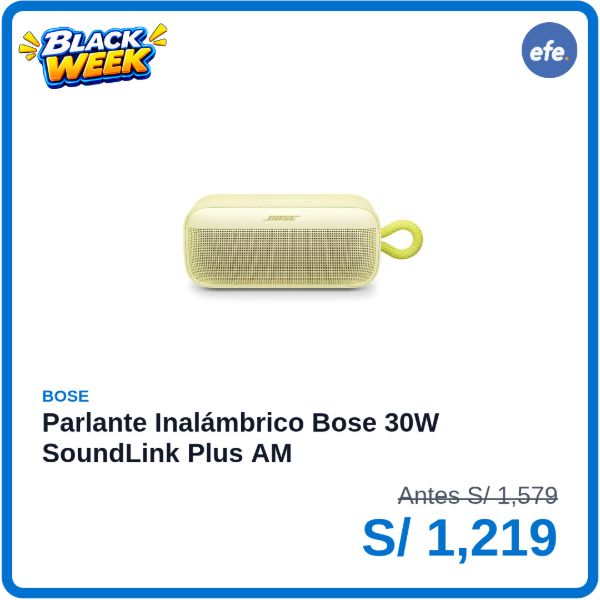 BLACK
WEEK
efe.
BOSE
BOSE
Parlante Inalámbrico Bose 30W
SoundLink Plus AM
Antes S/ 1,579
S/ 1,219